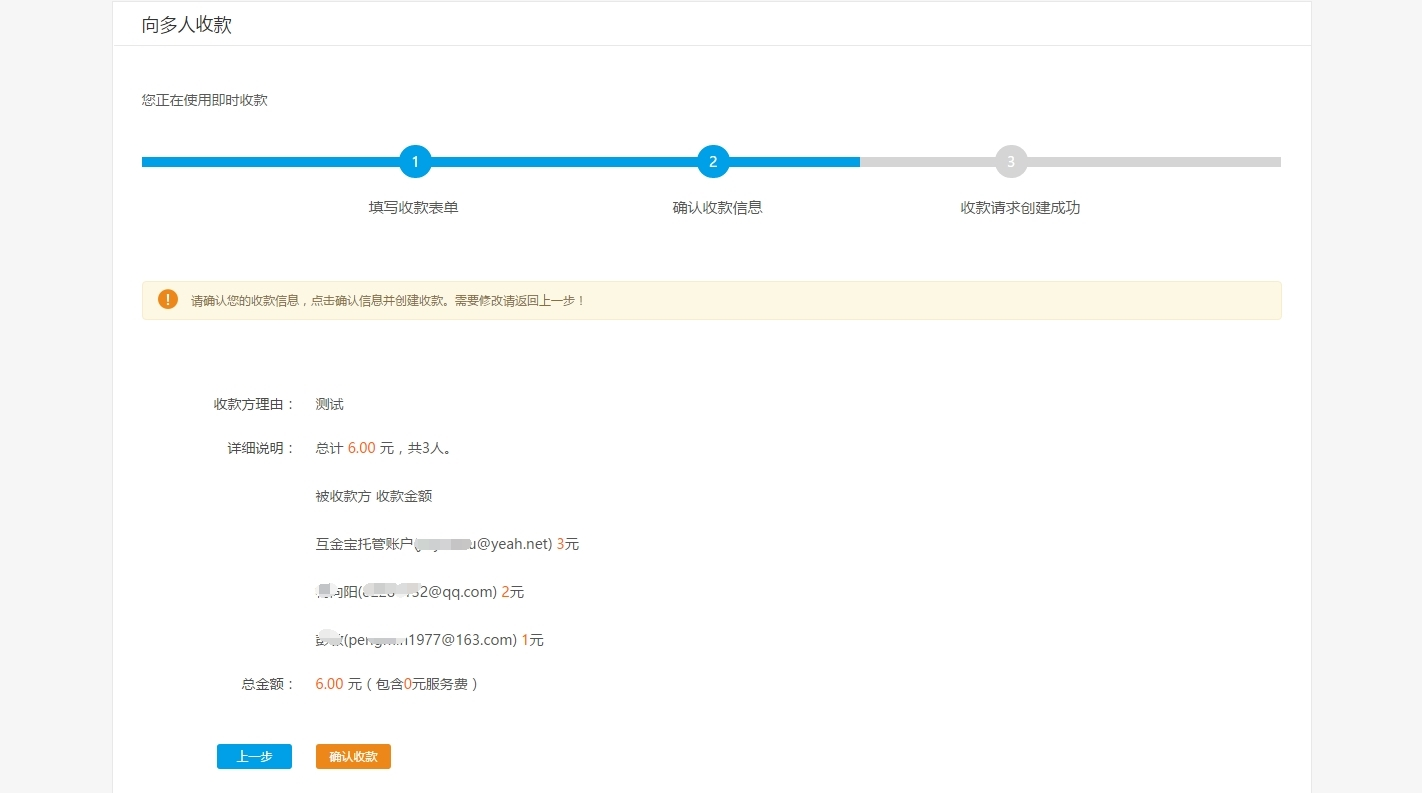 向多人收款
您正在使用即时收款
1 2 3
填写收款表单 确认收款信息 收款请求创建成功
! 请确认您的收款信息，点击确认信息并创建收款。需要修改请返回上一步！
收款方理由： 测试
详细说明： 总计 6.00 元，共3人。
被收款方 收款金额
互金宝托管账户( u@yeah.net) 3元
向阳( 2@qq.com) 2元
(peng 1977@163.com) 1元
总金额： 6.00 元（包含0元服务费）
上一步 确认收款